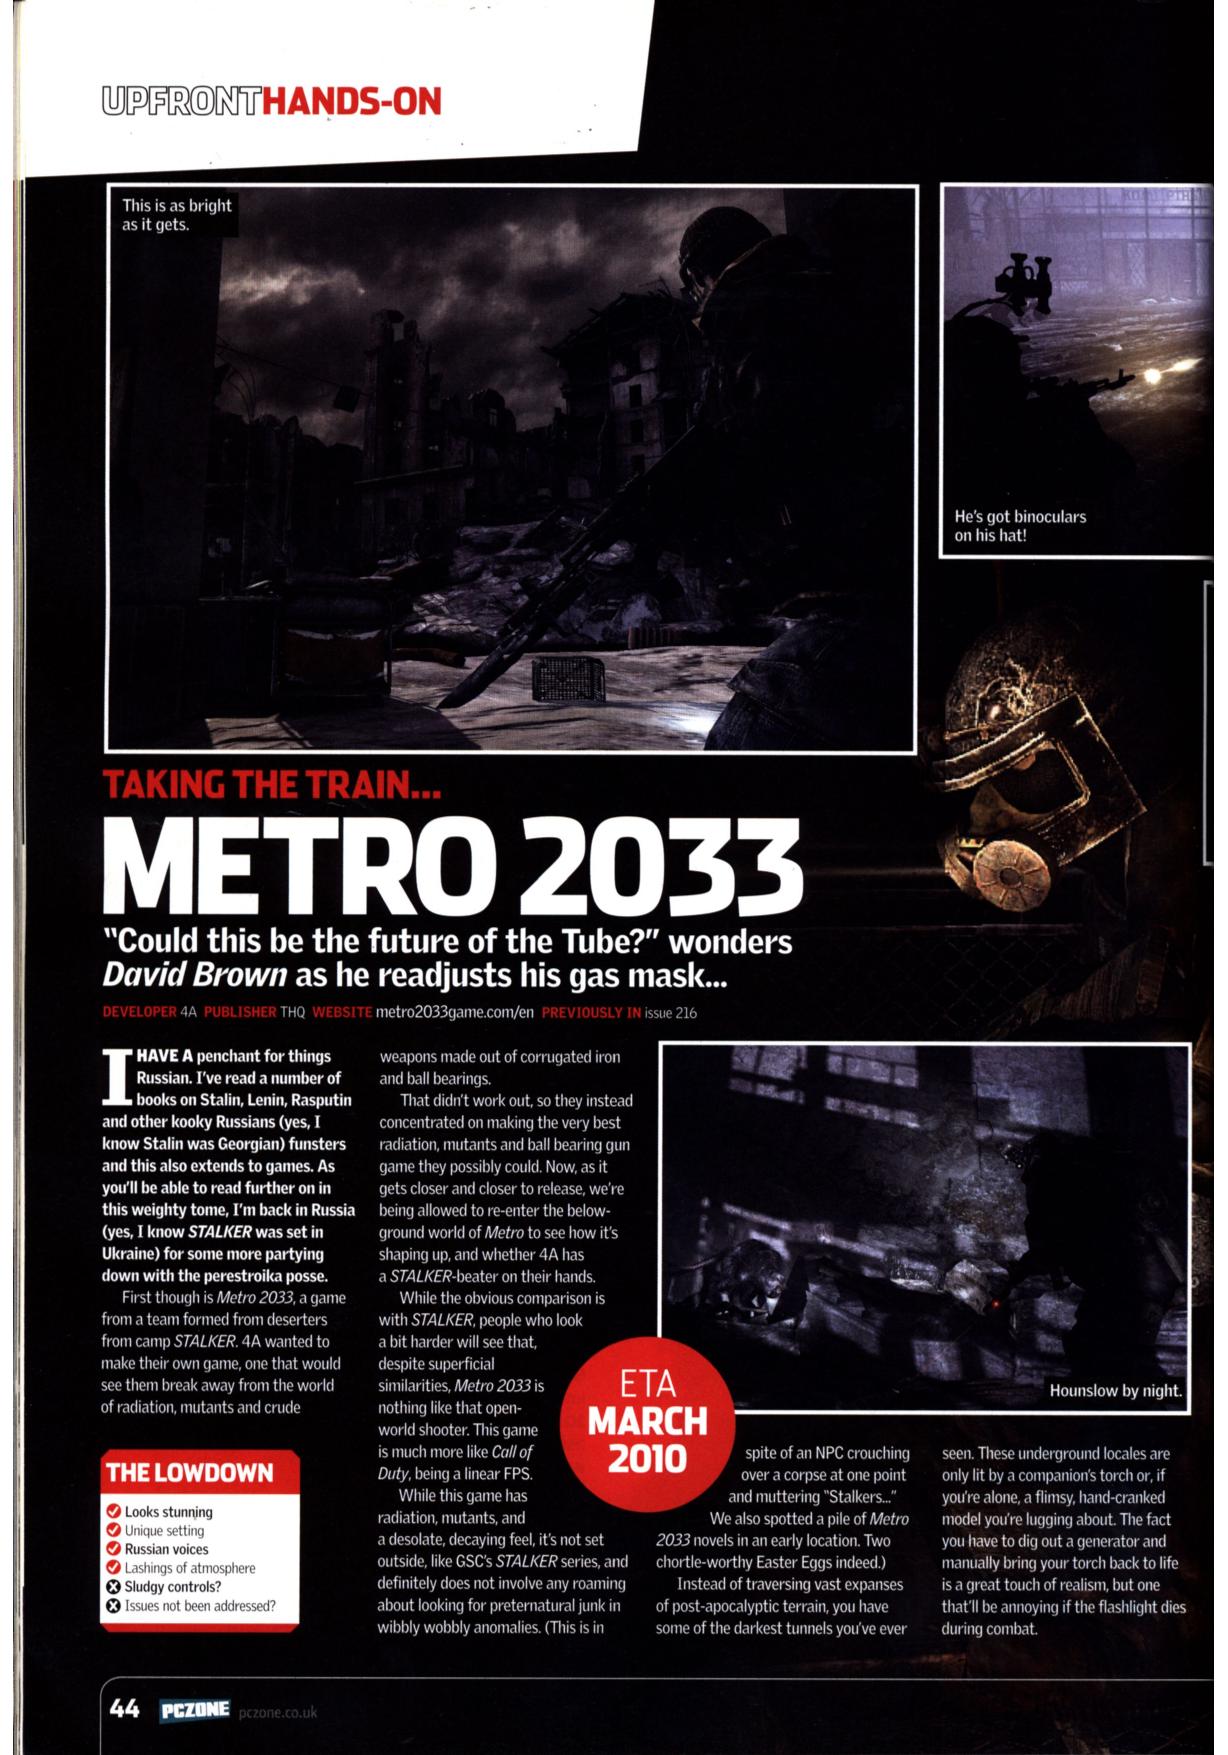 UPFRONTHANDS-ON
This is as bright
as it gets.
He's got binoculars
on his hat!
TAKING THE TRAIN...
METRO 2033
"Could this be the future of the Tube?" wonders
David Brown as he readjusts his gas mask...
DEVELOPER 4A PUBLISHER THQ WEBSITE metro2033game.com/en PREVIOUSLY IN issue 216
I HAVE A penchant for things
Russian. I've read a number of
books on Stalin, Lenin, Rasputin
and other kooky Russians (yes, I
know Stalin was Georgian) funsters
and this also extends to games. As
you'll be able to read further on in
this weighty tome, I'm back in Russia
(yes, I know STALKER was set in
Ukraine) for some more partying
down with the perestroika posse.
First though is Metro 2033, a game
from a team formed from deserters
from camp STALKER. 4A wanted to
make their own game, one that would
see them break away from the world
of radiation, mutants and crude
THE LOWDOWN
Looks stunning
Unique setting
Russian voices
Lashings of atmosphere
Sludgy controls?
Issues not been addressed?
weapons made out of corrugated iron
and ball bearings.
That didn't work out, so they instead
concentrated on making the very best
radiation, mutants and ball bearing gun
game they possibly could. Now, as it
gets closer and closer to release, we're
being allowed to re-enter the below-
ground world of Metro to see how it's
shaping up, and whether 4A has
a STALKER-beater on their hands.
While the obvious comparison is
with STALKER, people who look
a bit harder will see that,
despite superficial
similarities, Metro 2033 is
nothing like that open-
world shooter. This game
is much more like Call of
Duty, being a linear FPS.
While this game has
radiation, mutants, and
a desolate, decaying feel, it's not set
outside, like GSC's STALKER series, and
definitely does not involve any roaming
about looking for preternatural junk in
wibbly wobbly anomalies. (This is in
Hounslow by night.
ETA
MARCH
2010
spite of an NPC crouching
over a corpse at one point
and muttering "Stalkers..."
We also spotted a pile of Metro
2033 novels in an early location. Two
chortle-worthy Easter Eggs indeed.)
Instead of traversing vast expanses
of post-apocalyptic terrain, you have
some of the darkest tunnels you've ever
seen. These underground locales are
only lit by a companion's torch or, if
you're alone, a flimsy, hand-cranked
model you're lugging about. The fact
you have to dig out a generator and
manually bring your torch back to life
is a great touch of realism, but one
that'll be annoying if the flashlight dies
during combat.
44 PCZONE pczone.co.uk